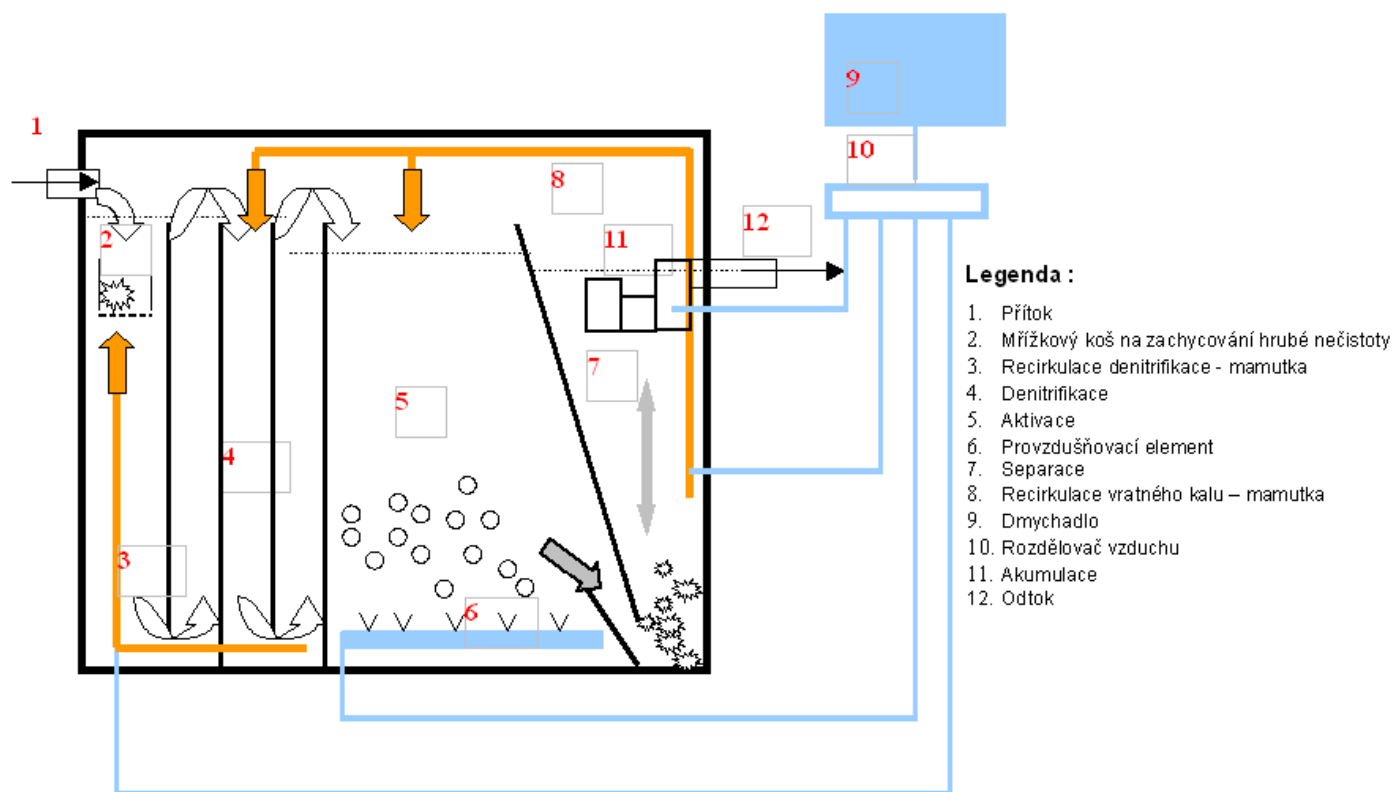 1
2
3
4
5
6
7
8
9
10
11
12
Legenda :
1. Přítok
2. Mřížkový koš na zachycování hrubé nečistoty
3. Recirkulace denitrifikace - mamutka
4. Denitrifikace
5. Aktivace
6. Provzdušňovací element
7. Separace
8. Recirkulace vratného kalu – mamutka
9. Dmychadlo
10. Rozdělovač vzduchu
11. Akumulace
12. Odtok